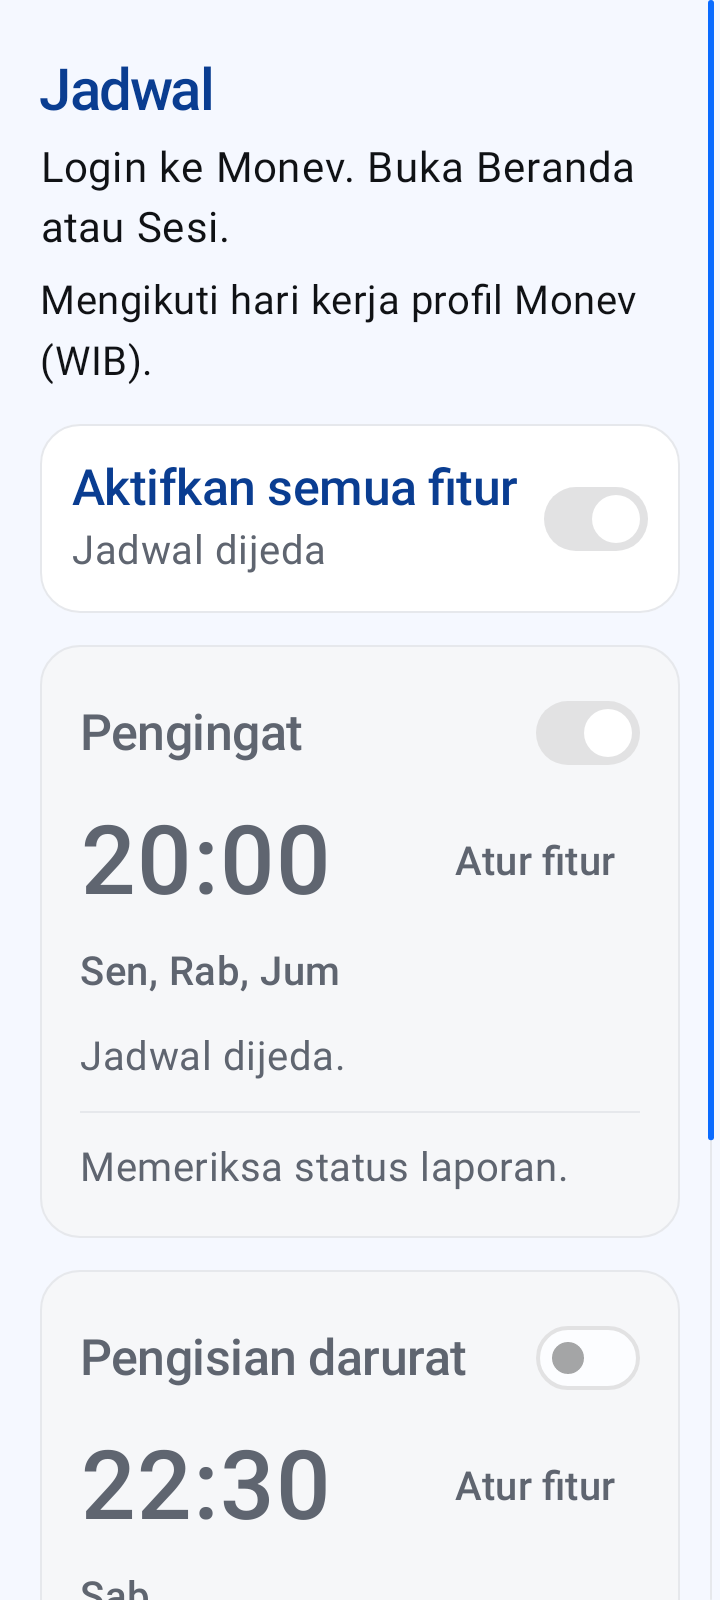 Jadwal
Login ke Monev. Buka Beranda
atau Sesi.
Mengikuti hari kerja profil Monev
(WIB).
Aktifkan semua fitur
Jadwal dijeda
Pengingat
20:00
Atur fitur
Sen, Rab, Jum
Jadwal dijeda.
Memeriksa status laporan.
Pengisian darurat
22:30
Atur fitur
Sab